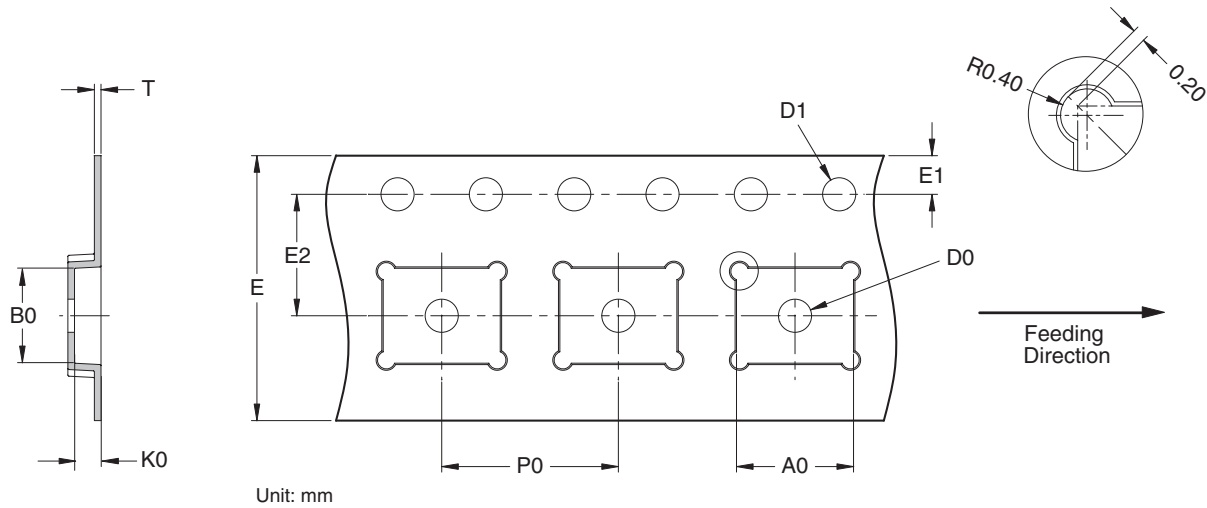 T
D1
R0.40
0.20
E1
E2
E
B0
D0
Feeding
Direction
K0
P0
A0
Unit: mm